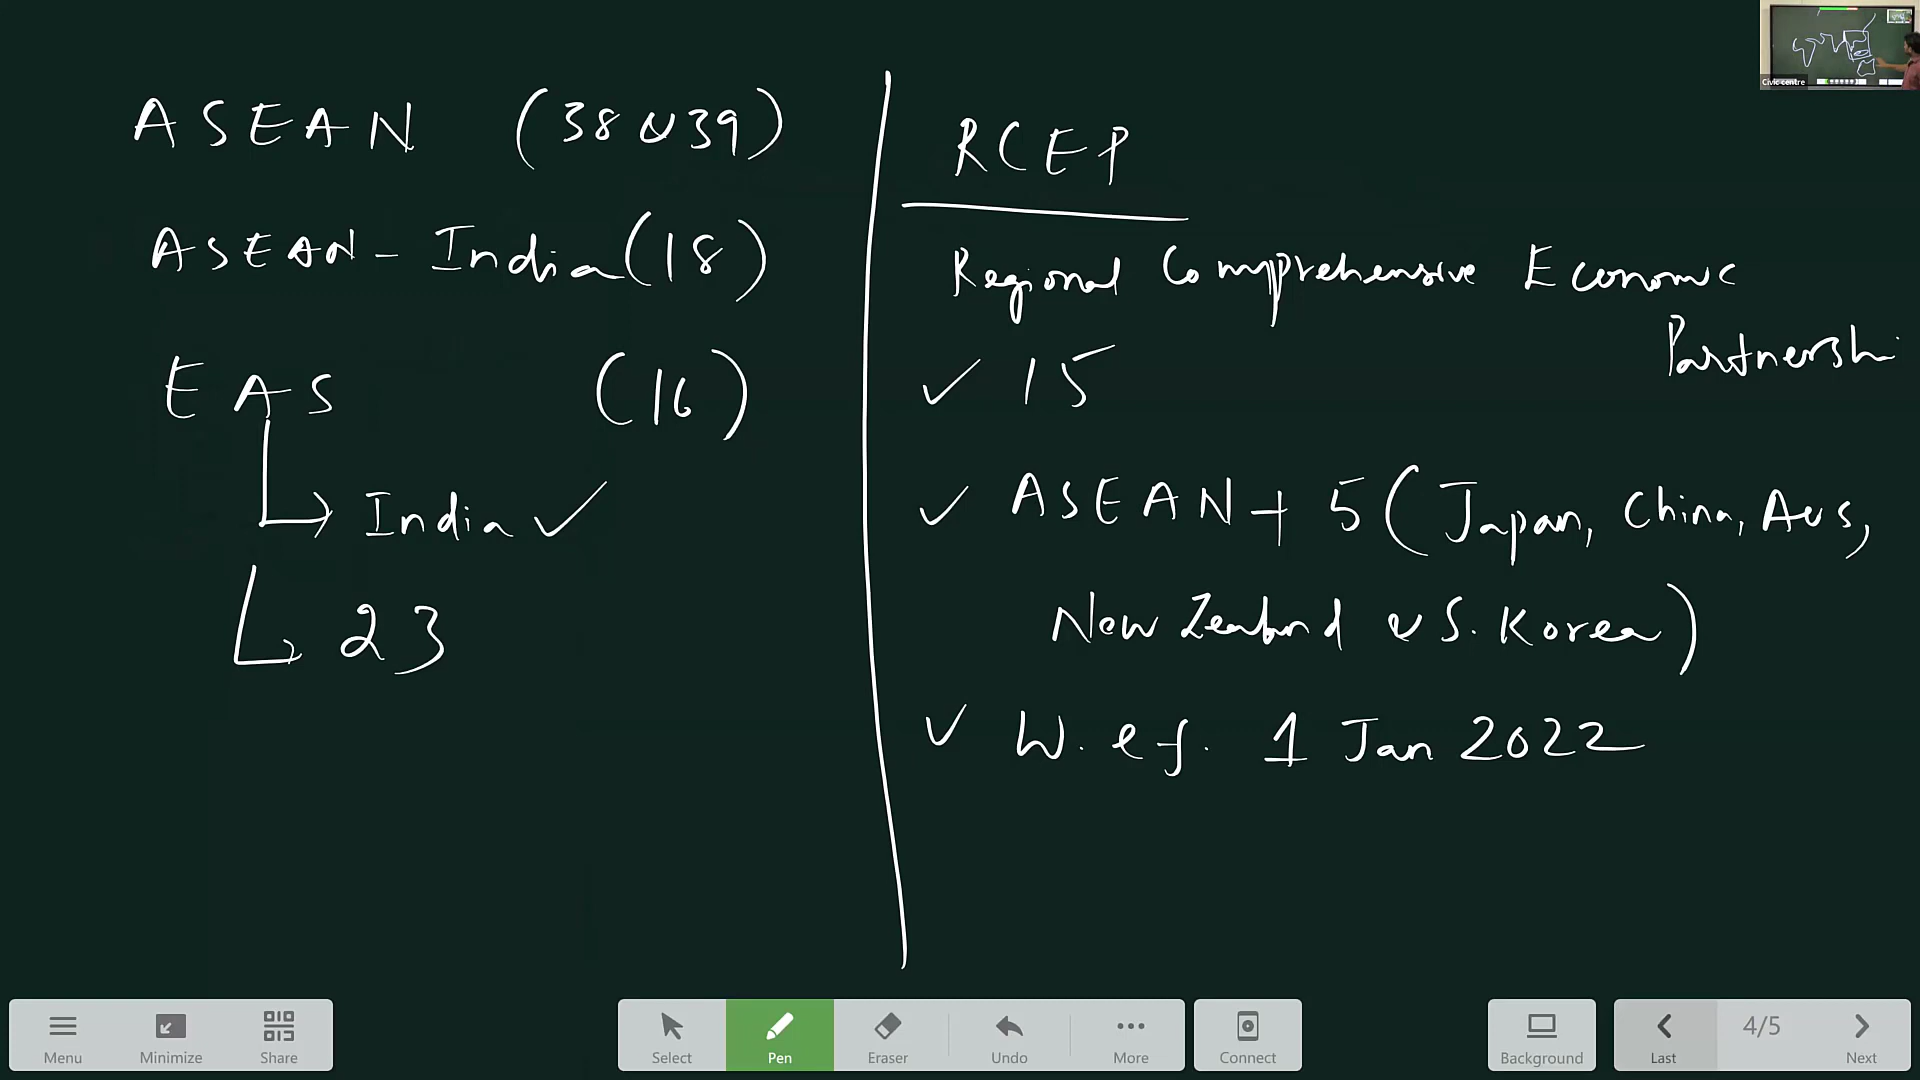 ASEAN (38 & 39)
ASEAN - India (18)
EAS (16)
India ✓
23
RCEP
Regional Comprehensive Economic
Partnershi
✓ 15
✓ ASEAN + 5 (Japan, China, Aus,
New Zealand & S. Korea)
✓ W. e f. 1 Jan 2022
Civic centre
Menu Minimize Share Select Pen Eraser Undo More Connect Background Last 4/5 Next